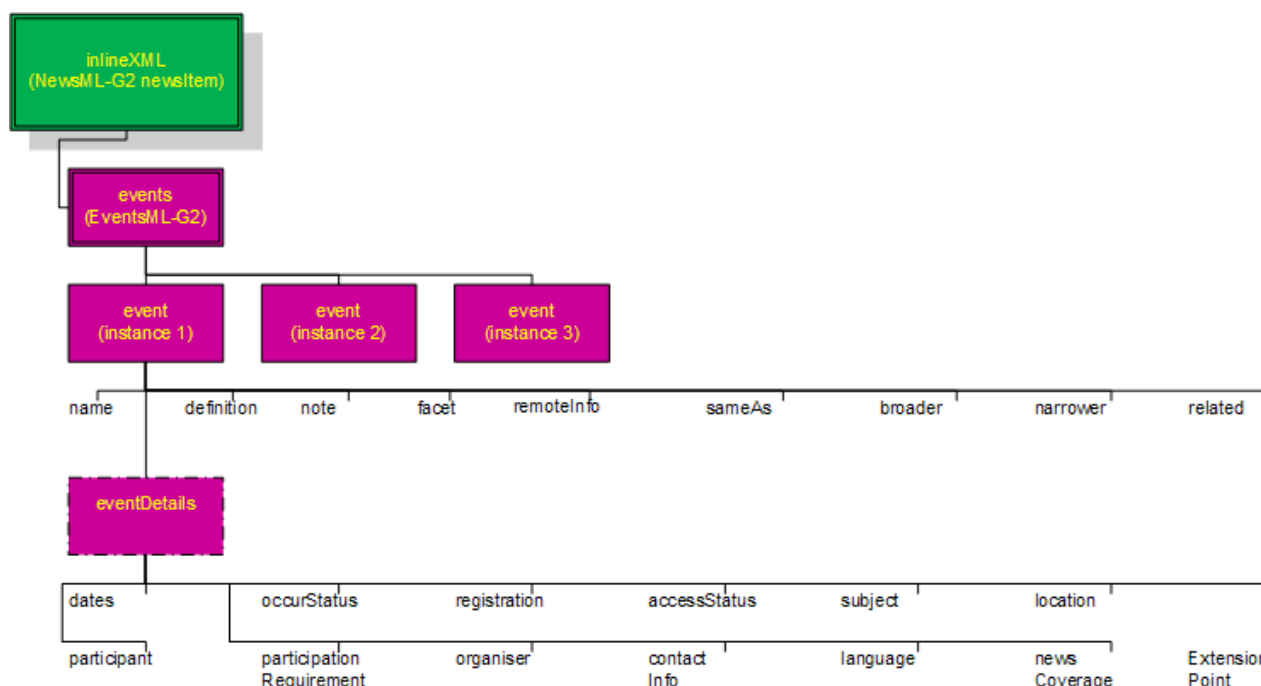 inlineXML
(NewsML-G2 newsItem)
events
(EventsML-G2)
event
(instance 1)
event
(instance 2)
event
(instance 3)
name
definition
note
facet
remoteInfo
sameAs
broader
narrower
related
eventDetails
dates
occurStatus
registration
accessStatus
subject
location
participant
participation
Requirement
organiser
contact
Info
language
news
Coverage
Extension
Point